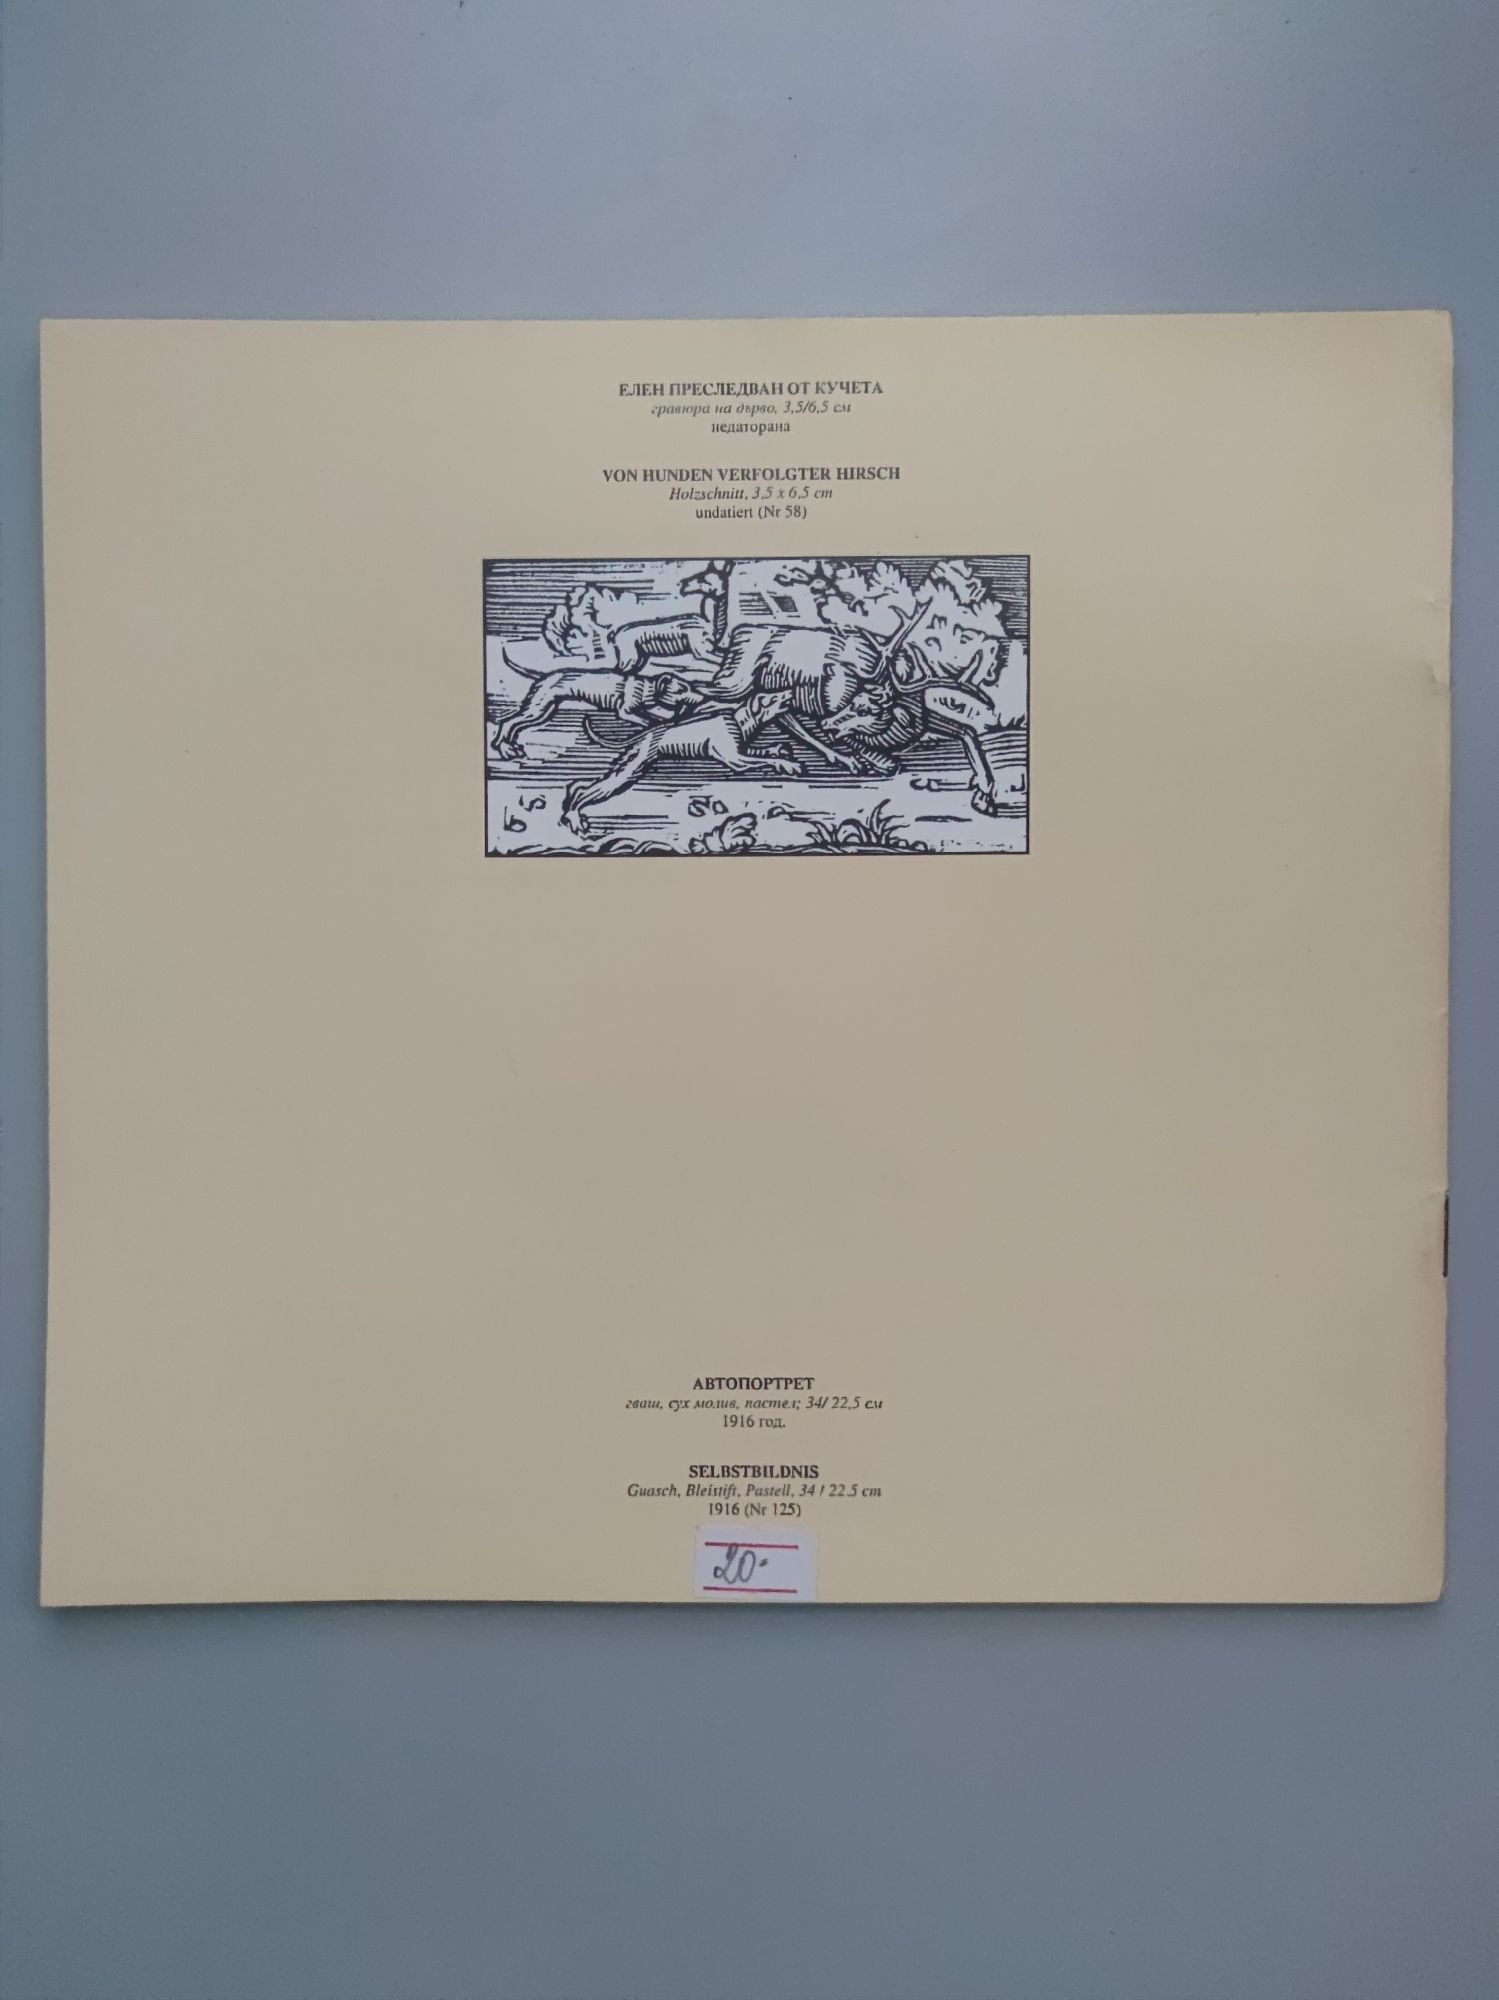 ЕЛЕН ПРЕСЛЕДВАН ОТ КУЧЕТА
гравюра на дърво, 3,5/6,5 см
недаторана
VON HUNDEN VERFOLGTER HIRSCH
Holzschnitt, 3,5 x 6,5 cm
undatiert (Nr 58)
АВТОПОРТРЕТ
гваш, сух молив, пастел; 34/ 22,5 см
1916 год.
SELBSTBILDNIS
Guasch, Bleistift, Pastell, 34 / 22.5 cm
1916 (Nr 125)
20.